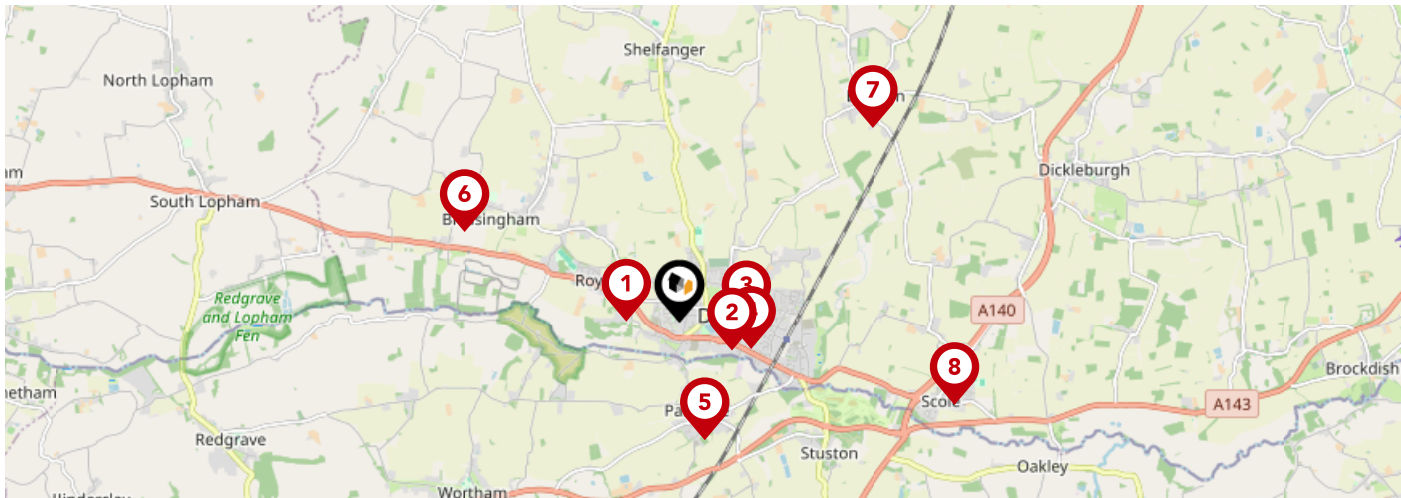 Shelfanger
North Lopham
7
Dickleburgh
South Lopham
6
1
3
2
Redgrave
and Lopham
Fen
A140
8
Brockdish
A143
5
Redgrave
Stuston
Oakley
Wortham